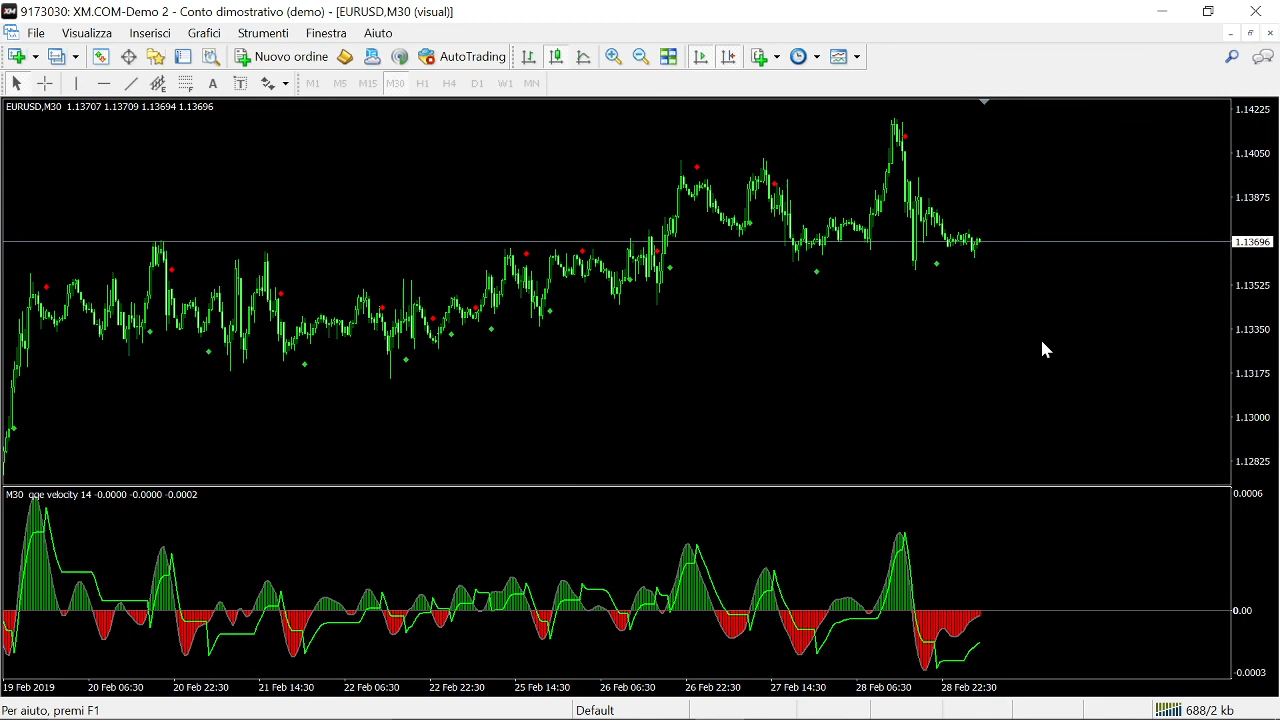 9173030: XM.COM-Demo 2 - Conto dimostrativo (demo) - [EURUSD,M30 (visual)]
File Visualizza Inserisci Grafici Strumenti Finestra Aiuto
Nuovo ordine AutoTrading
M1 M5 M15 M30 H1 H4 D1 W1 MN
EURUSD,M30 1.13707 1.13709 1.13694 1.13696
1.14225
1.14050
1.13875
1.13696
1.13525
1.13350
1.13175
1.13000
1.12825
M30 qqe velocity 14 -0.0000 -0.0000 -0.0002
0.0006
0.00
-0.0003
19 Feb 2019 20 Feb 06:30 20 Feb 22:30 21 Feb 14:30 22 Feb 06:30 22 Feb 22:30 25 Feb 14:30 26 Feb 06:30 26 Feb 22:30 27 Feb 14:30 28 Feb 06:30 28 Feb 22:30
Per aiuto, premi F1 Default 688/2 kb